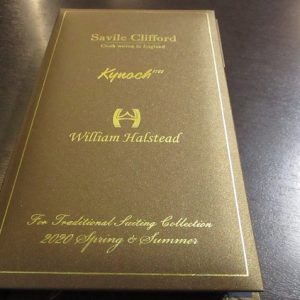 Savile Clifford
Cloth woven in England
Kynoch 1788
William Halstead
For Traditional Suiting Collection
2020 Spring & Summer